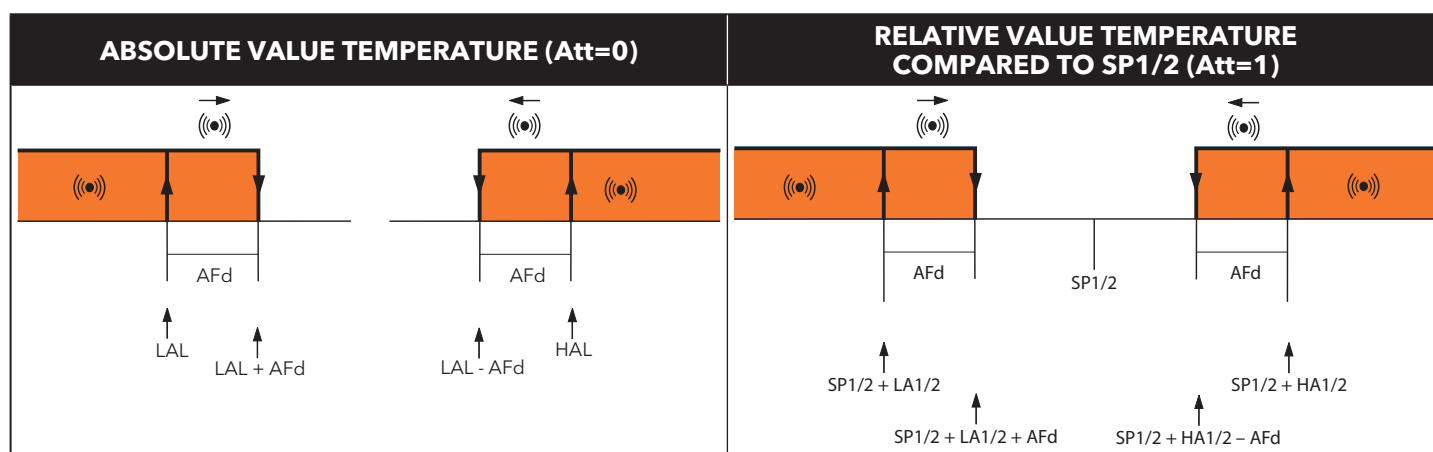 ABSOLUTE VALUE TEMPERATURE (Att=0)
RELATIVE VALUE TEMPERATURE
COMPARED TO SP1/2 (Att=1)
AFd
AFd
LAL
LAL + AFd
LAL - AFd
HAL
AFd
SP1/2
AFd
SP1/2 + LA1/2
SP1/2 + HA1/2
SP1/2 + LA1/2 + AFd
SP1/2 + HA1/2 – AFd